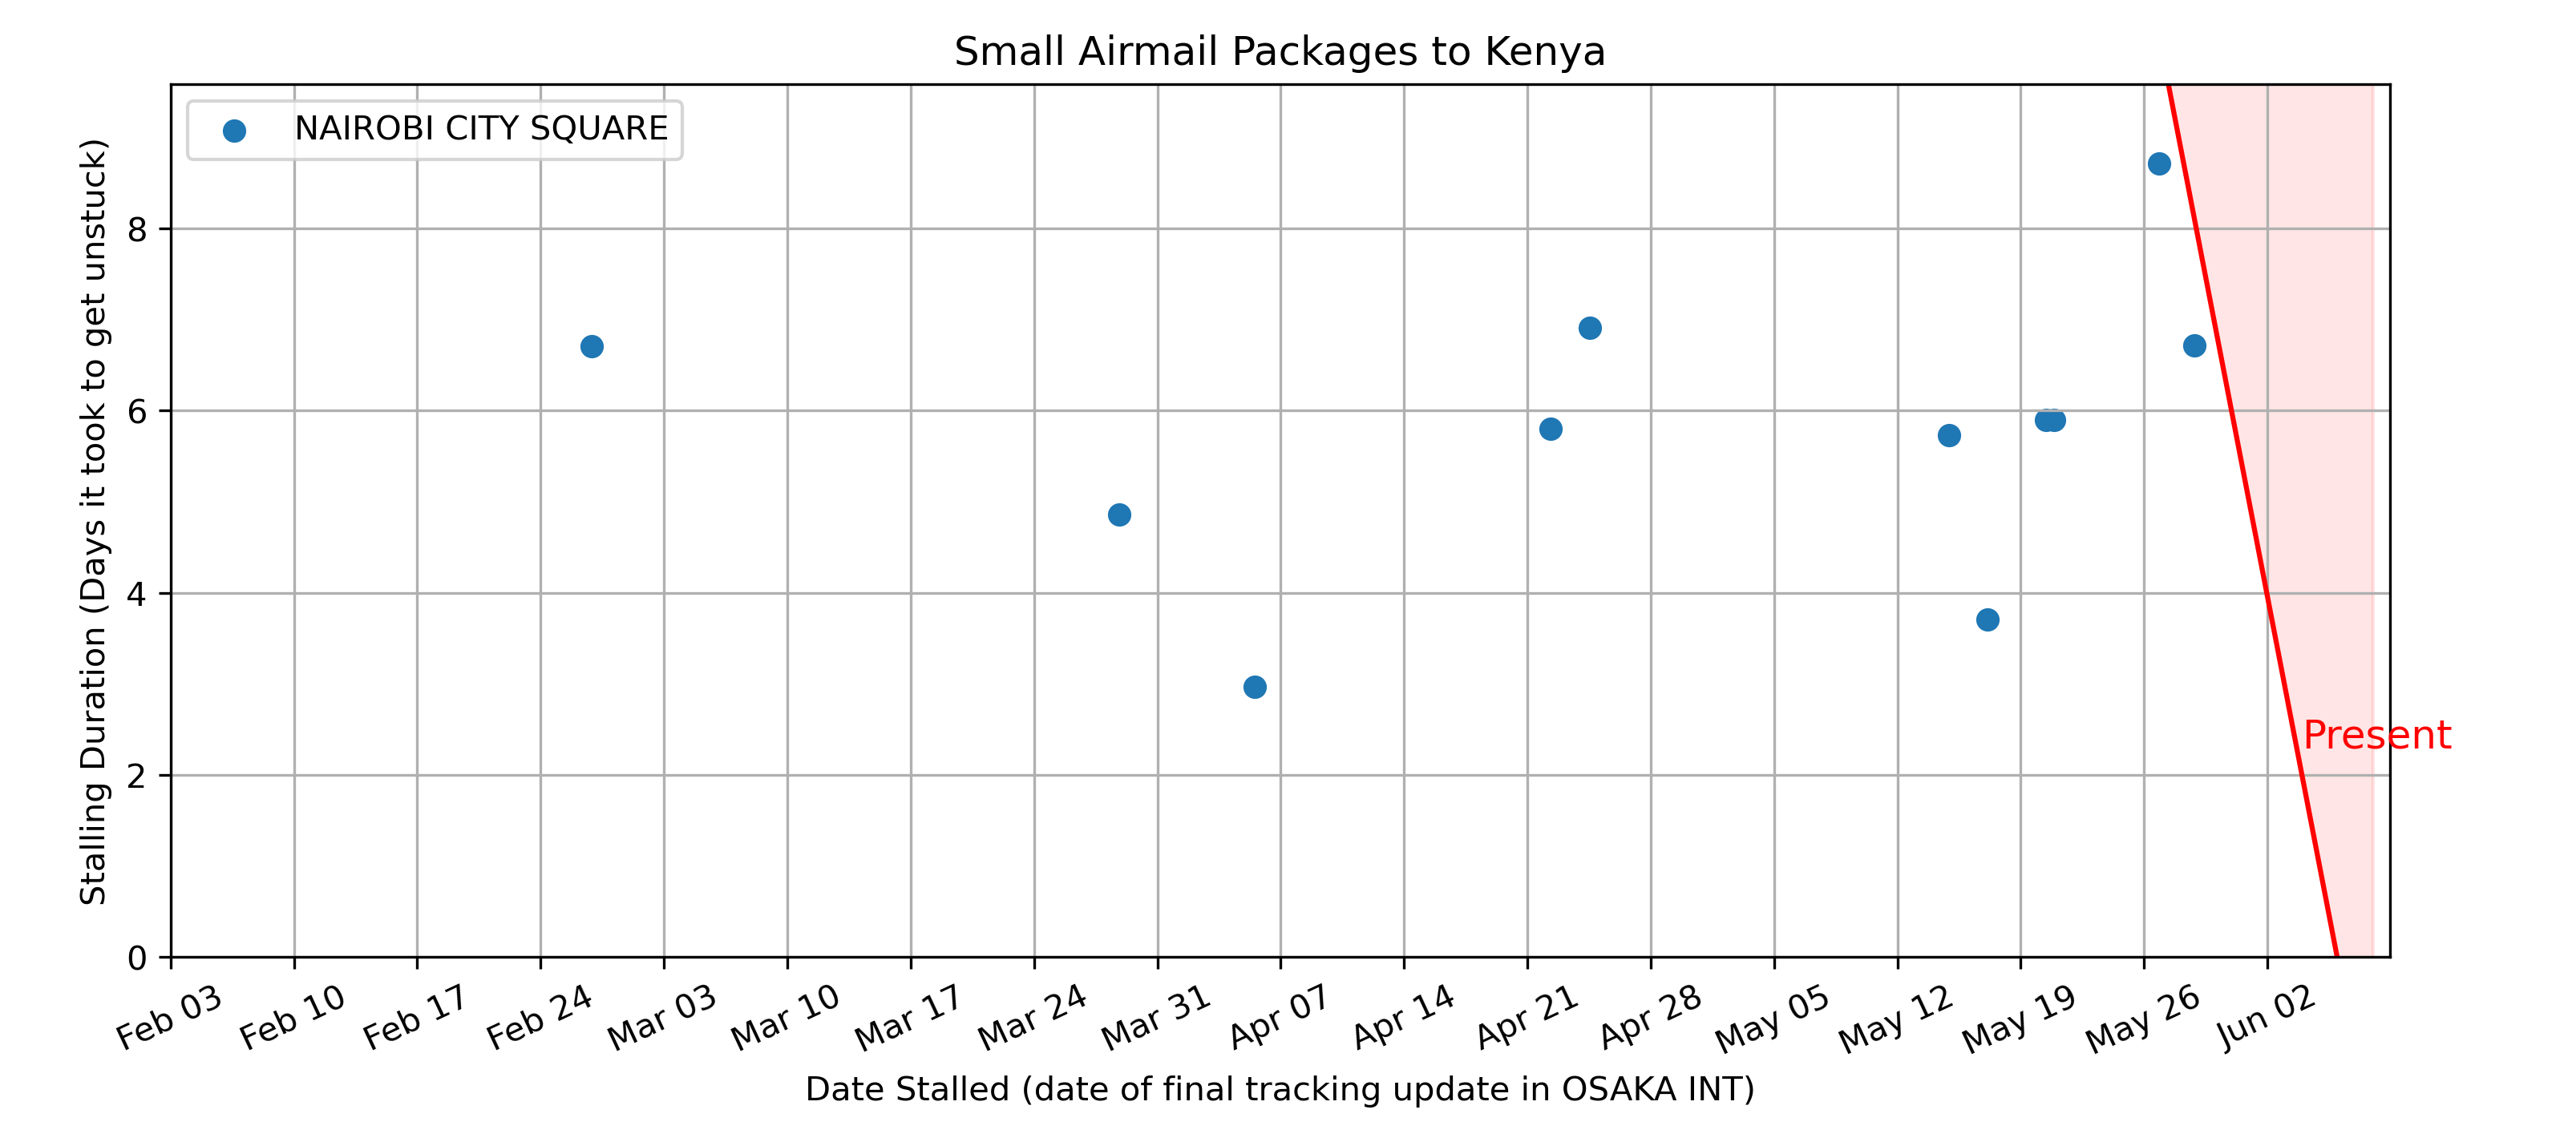 Small Airmail Packages to Kenya
NAIROBI CITY SQUARE
Stalling Duration (Days it took to get unstuck)
8
6
4
2
0
Present
Feb 03
Feb 10
Feb 17
Feb 24
Mar 03
Mar 10
Mar 17
Mar 24
Mar 31
Apr 07
Apr 14
Apr 21
Apr 28
May 05
May 12
May 19
May 26
Jun 02
Date Stalled (date of final tracking update in OSAKA INT)